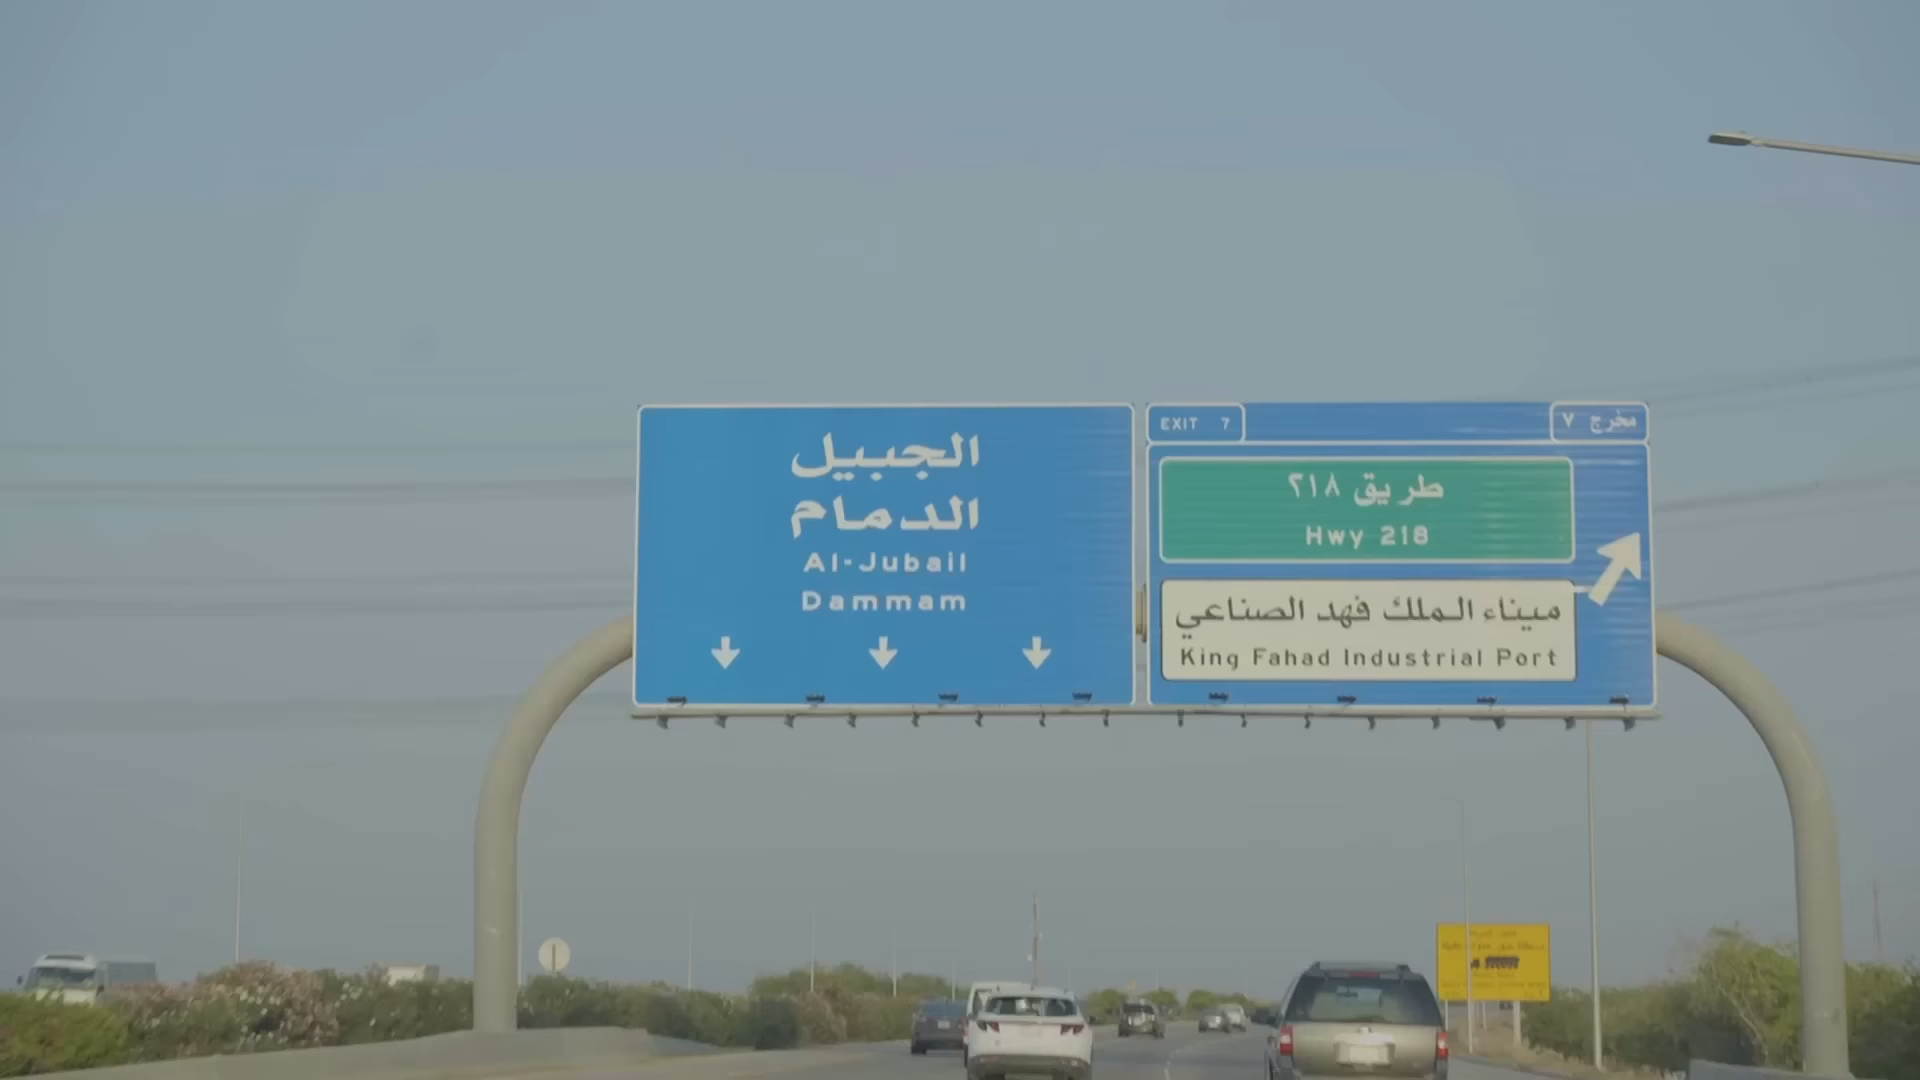 الجبيل
الدمام
Al-Jubail
Dammam
EXIT 7
مخرج ٧
طريق ٢١٨
Hwy 218
ميناء الملك فهد الصناعي
King Fahad Industrial Port